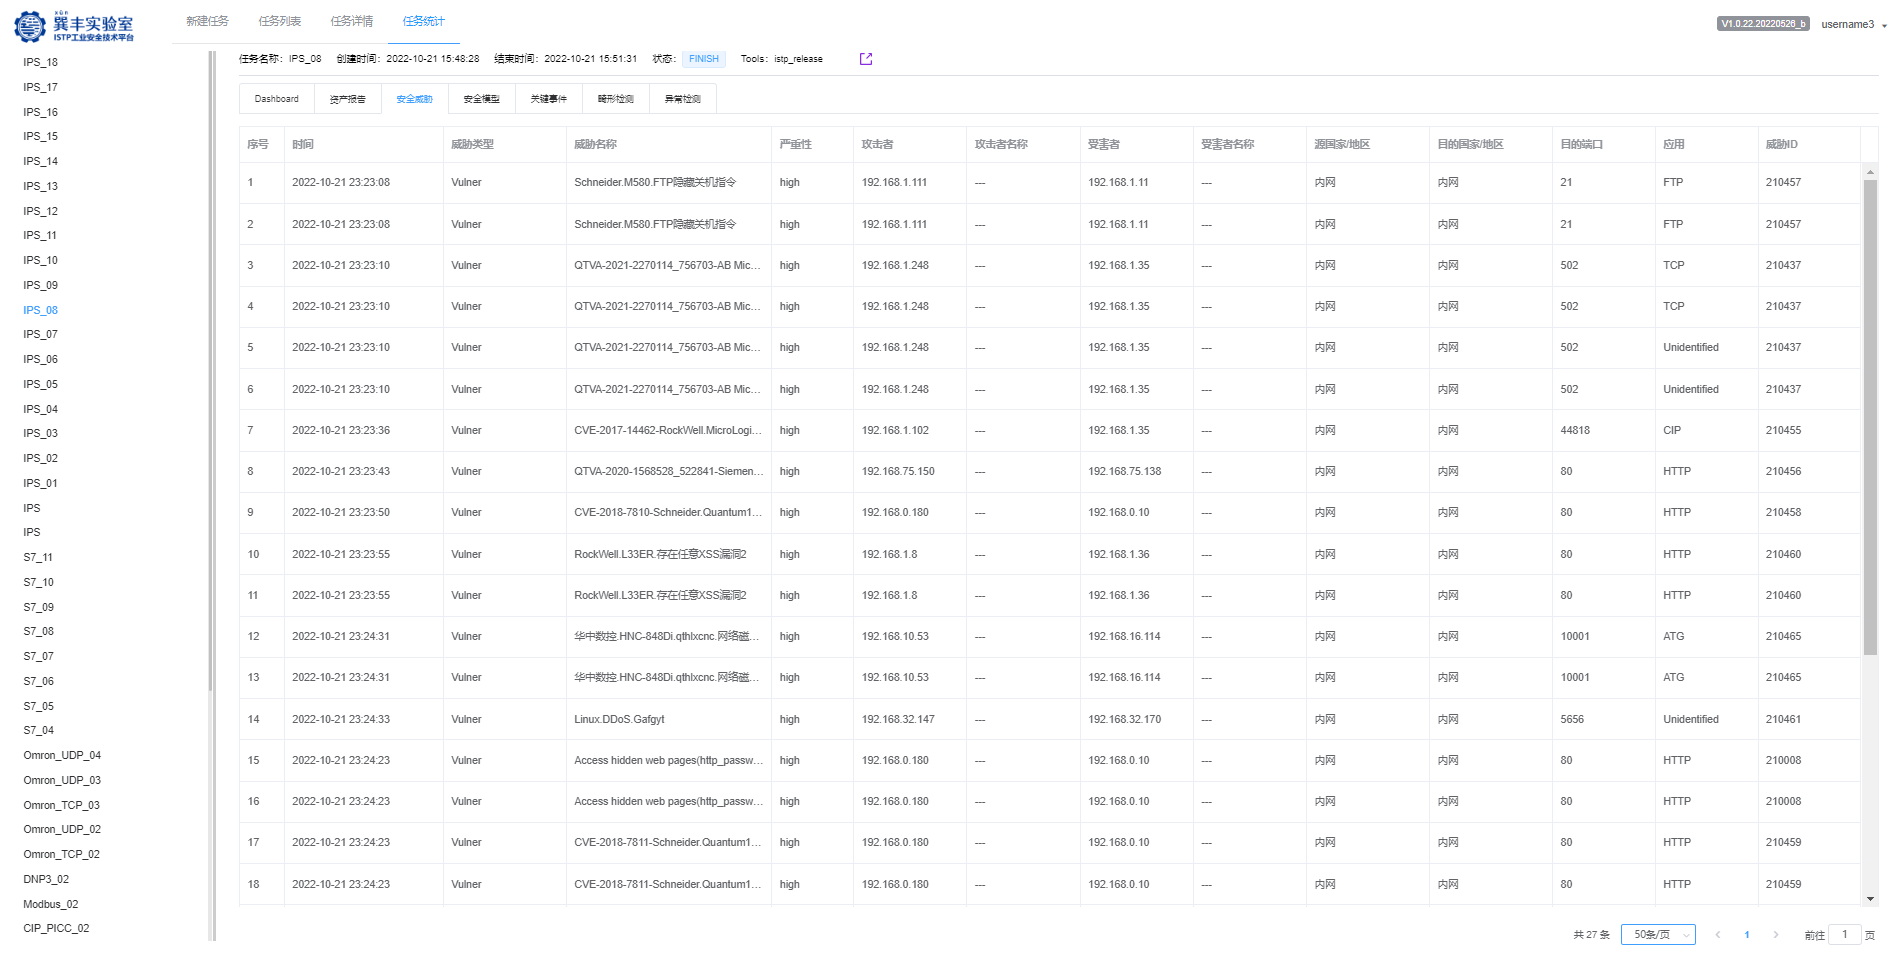 XùN
巽丰实验室
ISTP工业安全技术平台
新建任务 任务列表 任务详情 任务统计
V1.0.22.20220526_b username3
IPS_18
IPS_17
IPS_16
IPS_15
IPS_14
IPS_13
IPS_12
IPS_11
IPS_10
IPS_09
IPS_08
IPS_07
IPS_06
IPS_05
IPS_04
IPS_03
IPS_02
IPS_01
IPS
IPS
S7_11
S7_10
S7_09
S7_08
S7_07
S7_06
S7_05
S7_04
Omron_UDP_04
Omron_UDP_03
Omron_TCP_03
Omron_UDP_02
Omron_TCP_02
DNP3_02
Modbus_02
CIP_PICC_02
任务名称: IPS_08 创建时间: 2022-10-21 15:48:28 结束时间: 2022-10-21 15:51:31 状态: FINISH Tools: istp_release
Dashboard 资产报告 安全威胁 安全模型 关键事件 畸形检测 异常检测
序号 时间 威胁类型 威胁名称 严重性 攻击者 攻击者名称 受害者 受害者名称 源国家/地区 目的国家/地区 目的端口 应用 威胁ID
1 2022-10-21 23:23:08 Vulner Schneider.M580.FTP隐藏关机指令 high 192.168.1.111 --- 192.168.1.11 --- 内网 内网 21 FTP 210457
2 2022-10-21 23:23:08 Vulner Schneider.M580.FTP隐藏关机指令 high 192.168.1.111 --- 192.168.1.11 --- 内网 内网 21 FTP 210457
3 2022-10-21 23:23:10 Vulner QTVA-2021-2270114_756703-AB Mic... high 192.168.1.248 --- 192.168.1.35 --- 内网 内网 502 TCP 210437
4 2022-10-21 23:23:10 Vulner QTVA-2021-2270114_756703-AB Mic... high 192.168.1.248 --- 192.168.1.35 --- 内网 内网 502 TCP 210437
5 2022-10-21 23:23:10 Vulner QTVA-2021-2270114_756703-AB Mic... high 192.168.1.248 --- 192.168.1.35 --- 内网 内网 502 Unidentified 210437
6 2022-10-21 23:23:10 Vulner QTVA-2021-2270114_756703-AB Mic... high 192.168.1.248 --- 192.168.1.35 --- 内网 内网 502 Unidentified 210437
7 2022-10-21 23:23:36 Vulner CVE-2017-14462-RockWell.MicroLogi... high 192.168.1.102 --- 192.168.1.35 --- 内网 内网 44818 CIP 210455
8 2022-10-21 23:23:43 Vulner QTVA-2020-1568528_522841-Siemen... high 192.168.75.150 --- 192.168.75.138 --- 内网 内网 80 HTTP 210456
9 2022-10-21 23:23:50 Vulner CVE-2018-7810-Schneider.Quantum1... high 192.168.0.180 --- 192.168.0.10 --- 内网 内网 80 HTTP 210458
10 2022-10-21 23:23:55 Vulner RockWell.L33ER.存在任意XSS漏洞2 high 192.168.1.8 --- 192.168.1.36 --- 内网 内网 80 HTTP 210460
11 2022-10-21 23:23:55 Vulner RockWell.L33ER.存在任意XSS漏洞2 high 192.168.1.8 --- 192.168.1.36 --- 内网 内网 80 HTTP 210460
12 2022-10-21 23:24:31 Vulner 华中数控.HNC-848Di.qthlxcnc.网络磁... high 192.168.10.53 --- 192.168.16.114 --- 内网 内网 10001 ATG 210465
13 2022-10-21 23:24:31 Vulner 华中数控.HNC-848Di.qthlxcnc.网络磁... high 192.168.10.53 --- 192.168.16.114 --- 内网 内网 10001 ATG 210465
14 2022-10-21 23:24:33 Vulner Linux.DDoS.Gafgyt high 192.168.32.147 --- 192.168.32.170 --- 内网 内网 5656 Unidentified 210461
15 2022-10-21 23:24:23 Vulner Access hidden web pages(http_passw... high 192.168.0.180 --- 192.168.0.10 --- 内网 内网 80 HTTP 210008
16 2022-10-21 23:24:23 Vulner Access hidden web pages(http_passw... high 192.168.0.180 --- 192.168.0.10 --- 内网 内网 80 HTTP 210008
17 2022-10-21 23:24:23 Vulner CVE-2018-7811-Schneider.Quantum1... high 192.168.0.180 --- 192.168.0.10 --- 内网 内网 80 HTTP 210459
18 2022-10-21 23:24:23 Vulner CVE-2018-7811-Schneider.Quantum1... high 192.168.0.180 --- 192.168.0.10 --- 内网 内网 80 HTTP 210459
共 27 条 50条/页 1 前往 1 页